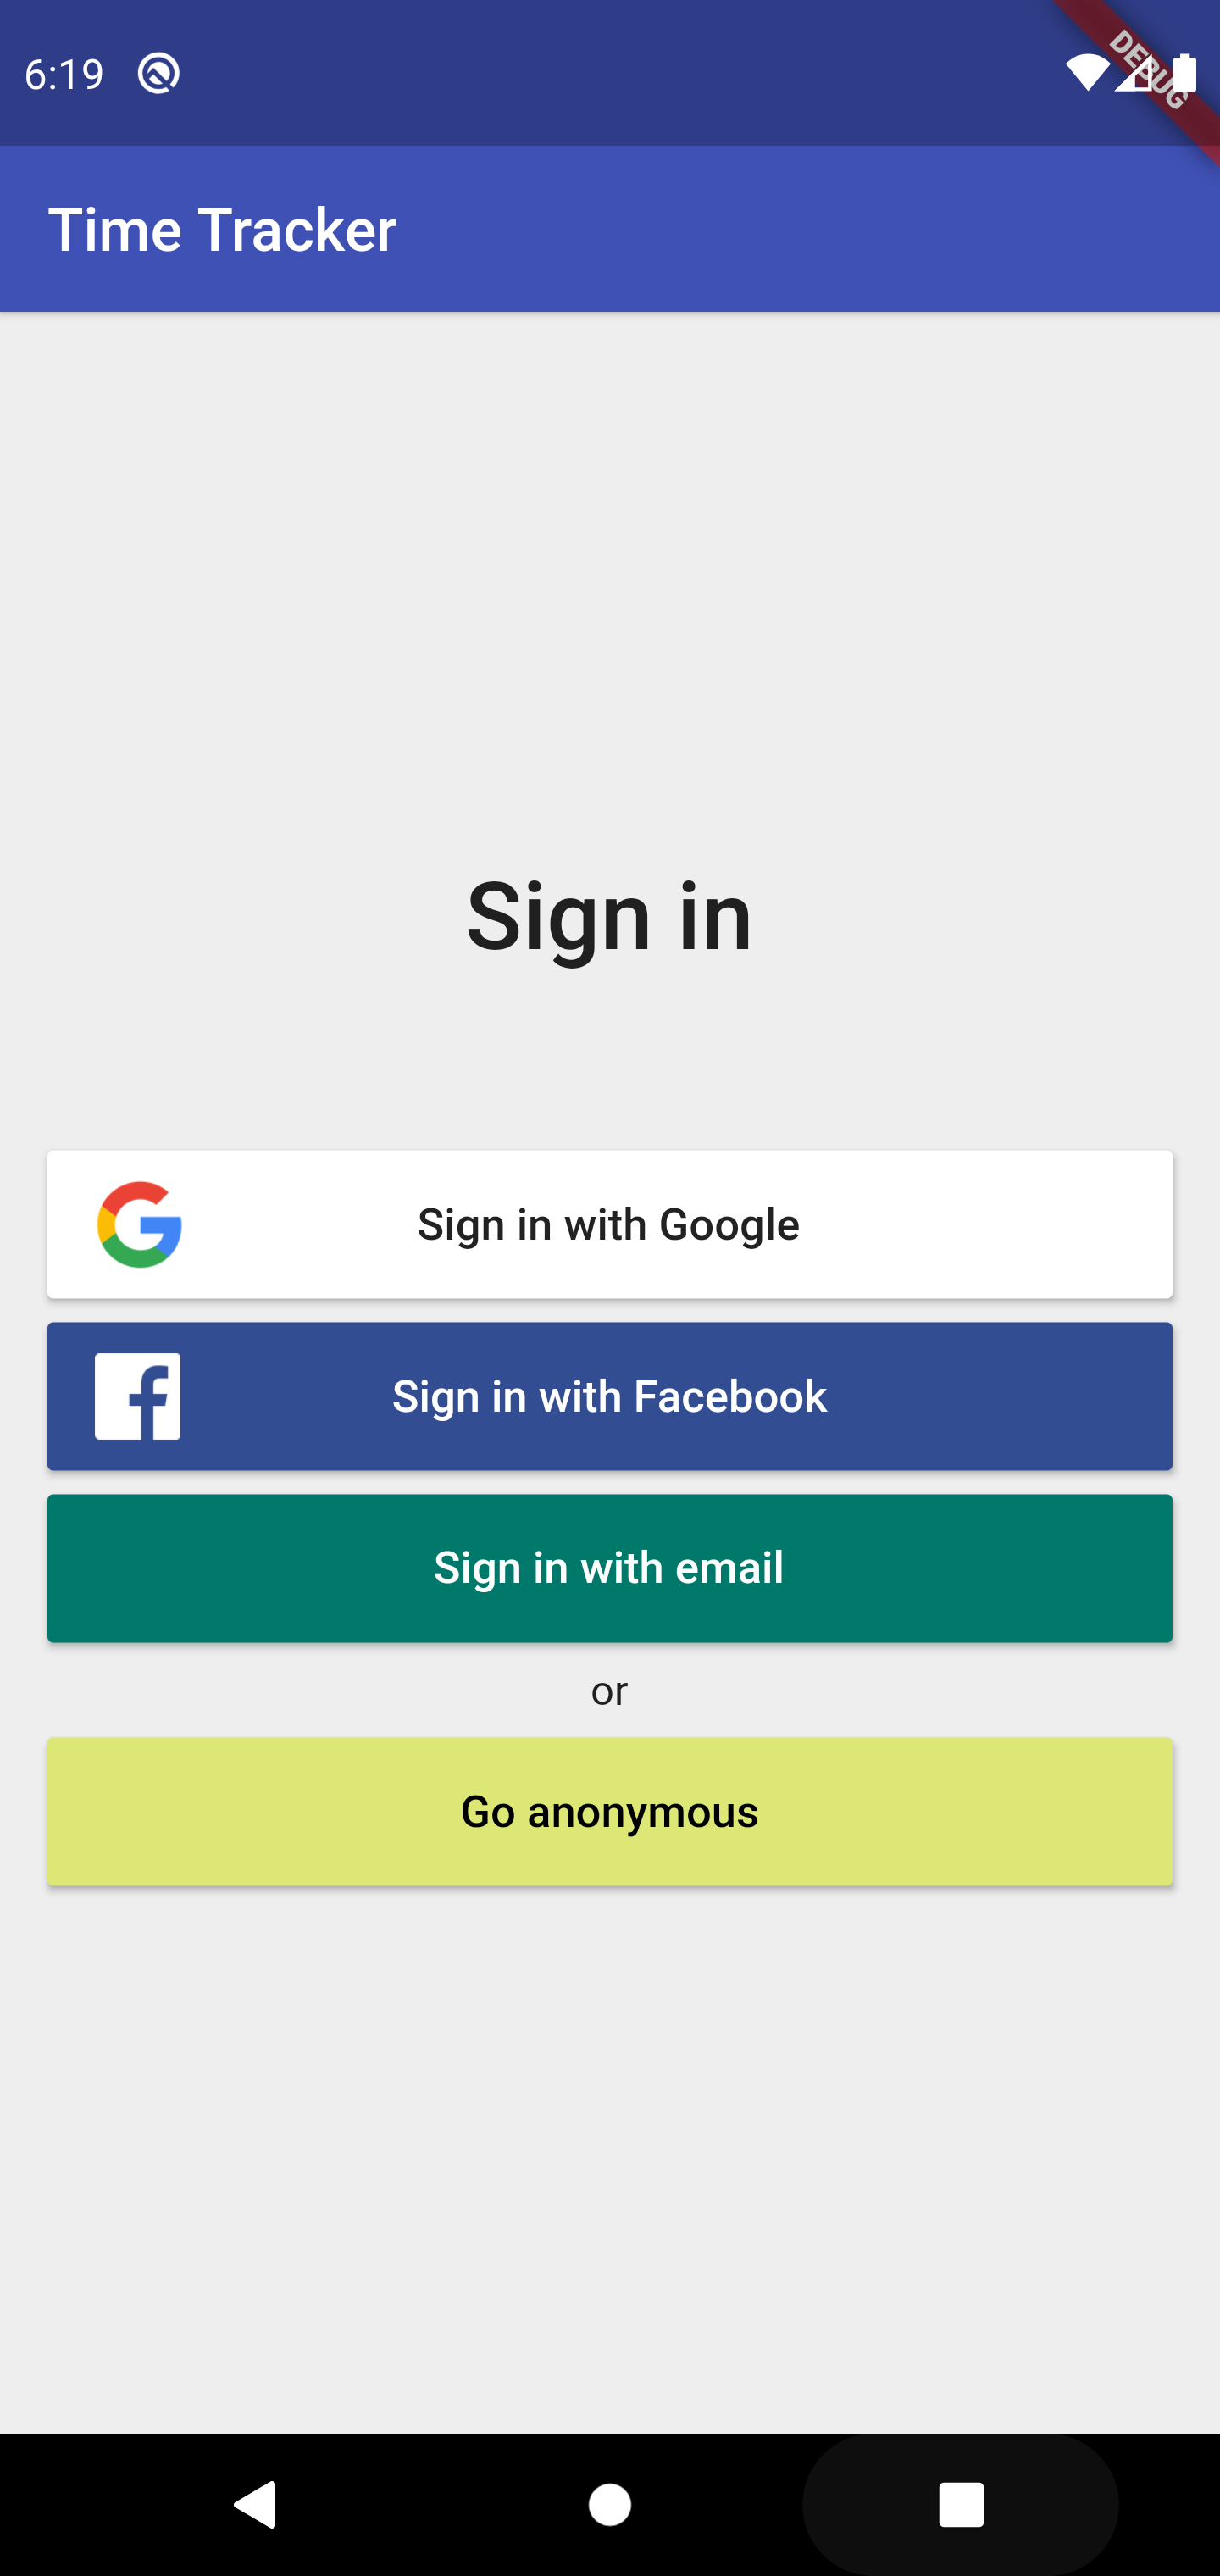 6:19
DEBUG
Time Tracker
Sign in
Sign in with Google
Sign in with Facebook
Sign in with email
or
Go anonymous